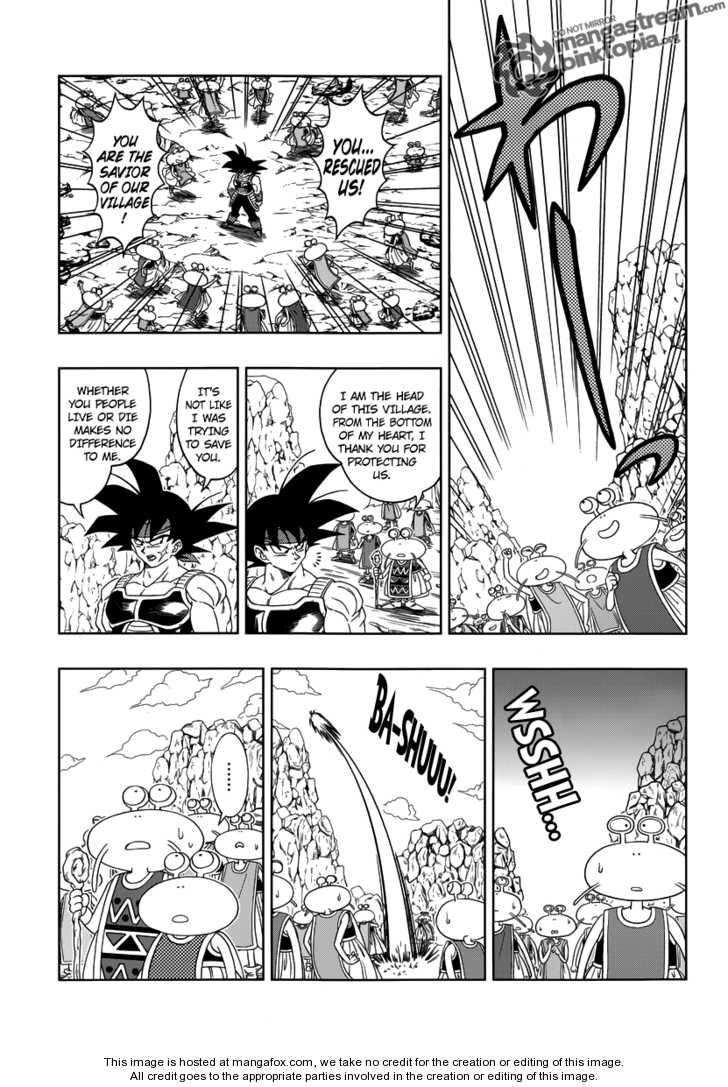 DO NOT MIRROR
mangastream.com
binktopia.org
わーっ
YOU...
RESCUED
US!
YOU
ARE THE
SAVIOR
OF OUR
VILLAGE
!
I AM THE HEAD
OF THIS VILLAGE.
FROM THE BOTTOM
OF MY HEART, I
THANK YOU FOR
PROTECTING
US.
IT'S
NOT LIKE
I WAS
TRYING
TO SAVE
YOU.
WHETHER
YOU PEOPLE
LIVE OR DIE
MAKES NO
DIFFERENCE
TO ME.
WSSHH...
BA-SHUUU!
......
This image is hosted at mangafox.com, we take no credit for the creation or editing of this image.
All credit goes to the appropriate parties involved in the creation or editing of this image.